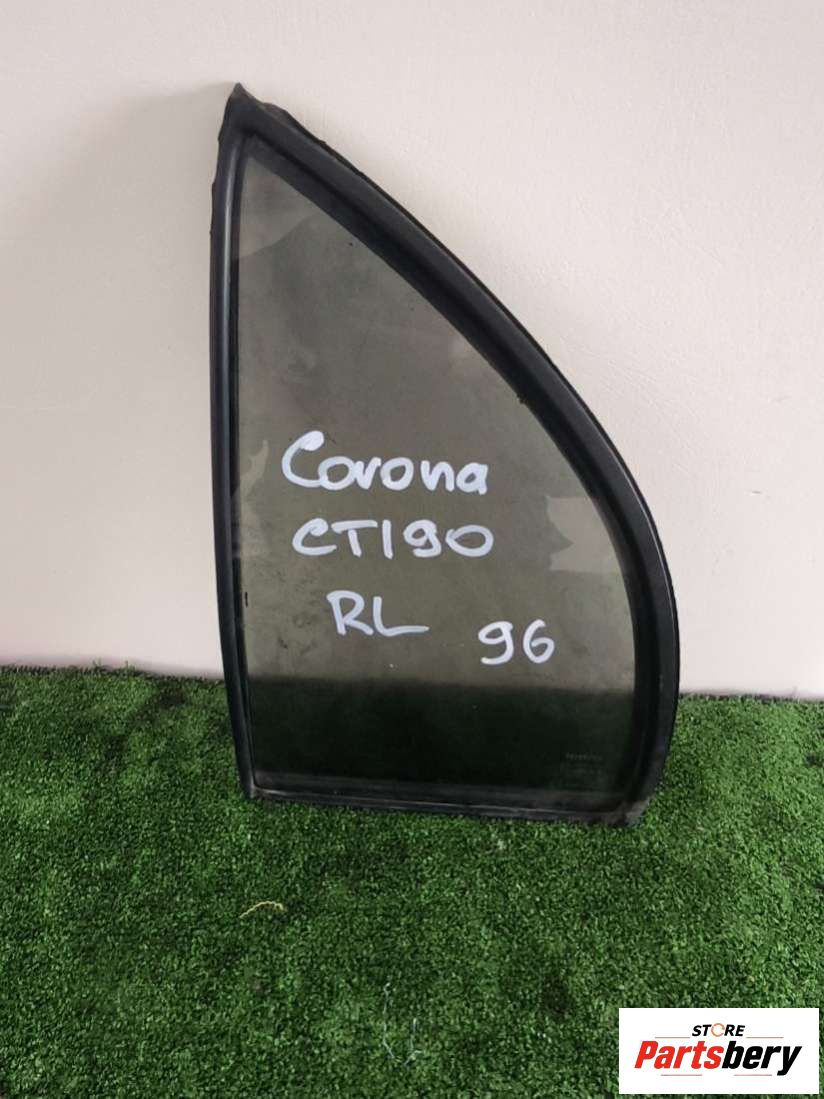 Corona
CT190
RL 96
STORE
Partsbery